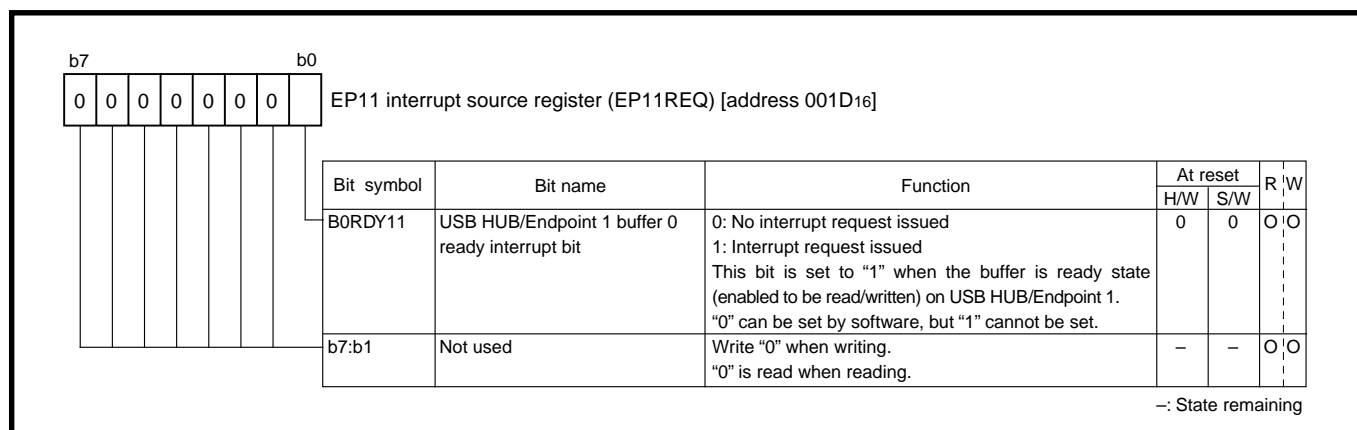 b7 b0
0 0 0 0 0 0 0 EP11 interrupt source register (EP11REQ) [address 001D16]
Bit symbol Bit name Function At reset R W
H/W S/W
B0RDY11 USB HUB/Endpoint 1 buffer 0 0: No interrupt request issued 0 0 O O
ready interrupt bit 1: Interrupt request issued
This bit is set to “1” when the buffer is ready state
(enabled to be read/written) on USB HUB/Endpoint 1.
“0” can be set by software, but “1” cannot be set.
b7:b1 Not used Write “0” when writing. – – O O
“0” is read when reading.
–: State remaining